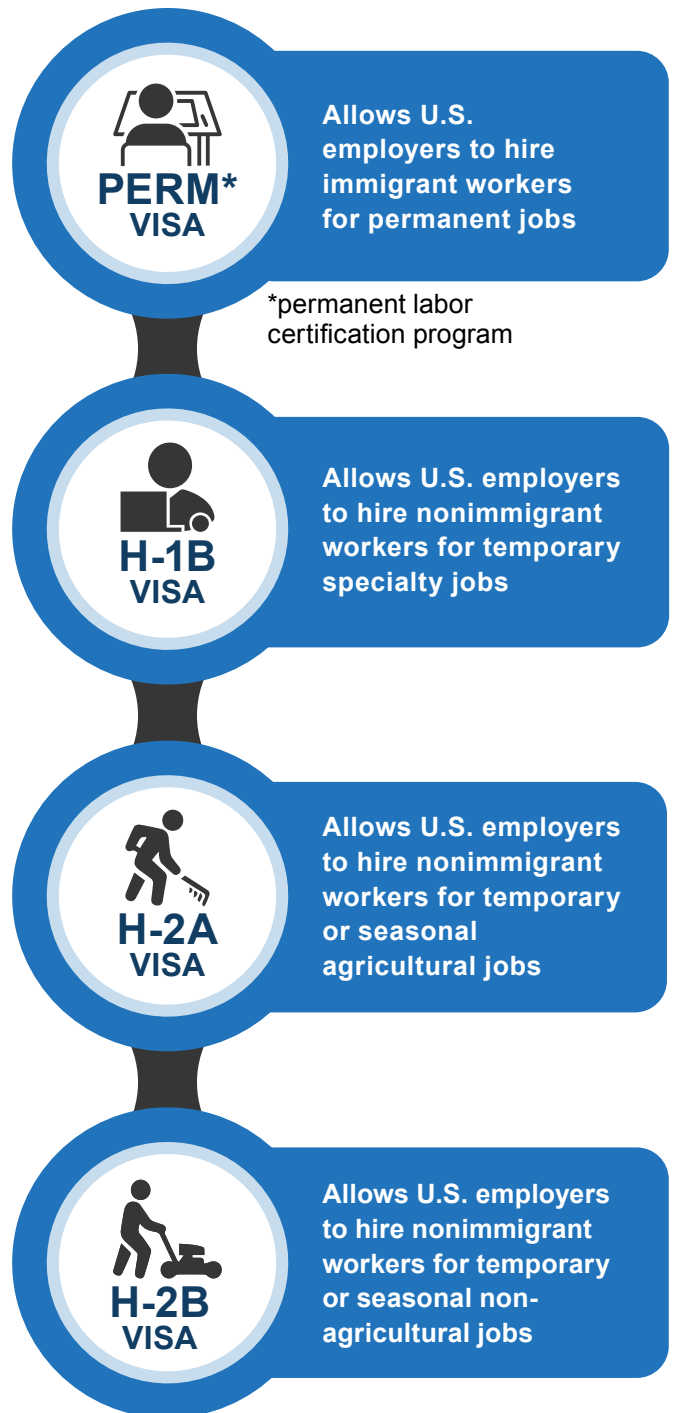 PERM*
VISA
Allows U.S.
employers to hire
immigrant workers
for permanent jobs
*permanent labor
certification program
H-1B
VISA
Allows U.S. employers
to hire nonimmigrant
workers for temporary
specialty jobs
H-2A
VISA
Allows U.S. employers
to hire nonimmigrant
workers for temporary
or seasonal
agricultural jobs
H-2B
VISA
Allows U.S. employers
to hire nonimmigrant
workers for temporary
or seasonal non-
agricultural jobs